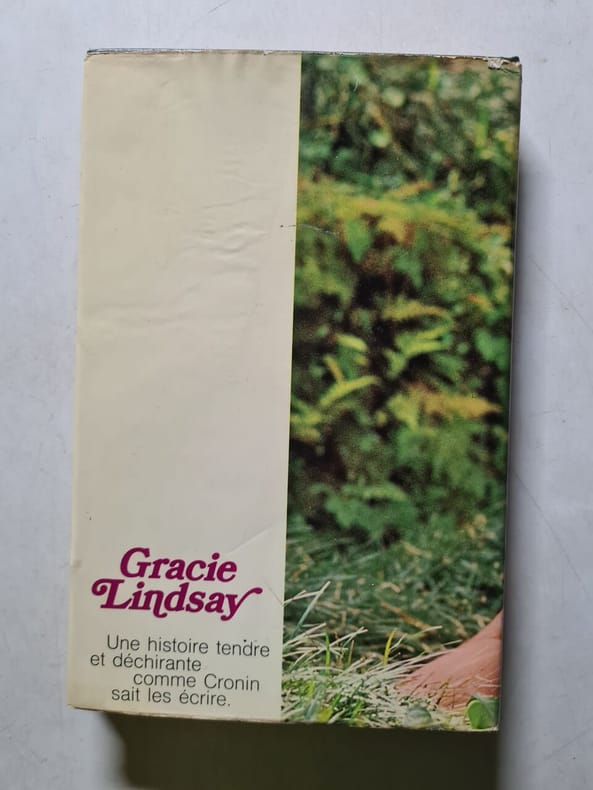 Gracie
Lindsay
Une histoire tendre
et déchirante
comme Cronin
sait les écrire.